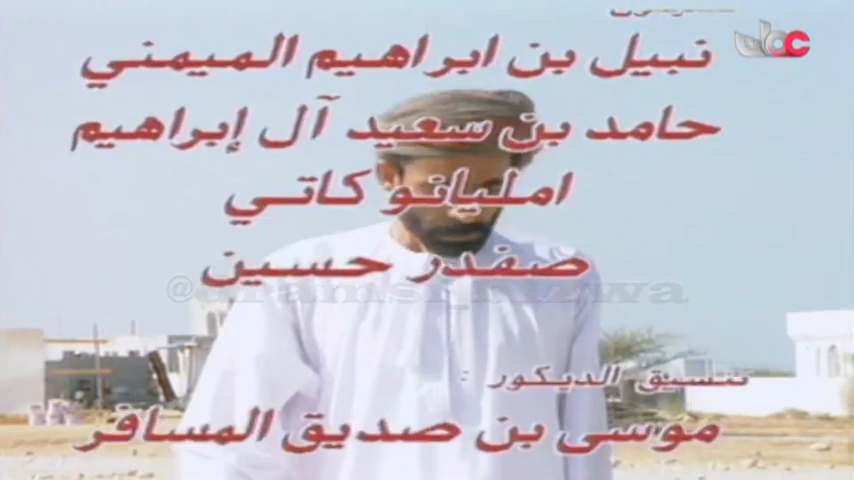 نبيل بن ابراهيم الميمني
حامد بن سعيد آل إبراهيم
امليانو كاتي
صفدر حسين
@dramsr_nizwa
تنسيق الديكور :
موسى بن صديق المسافر